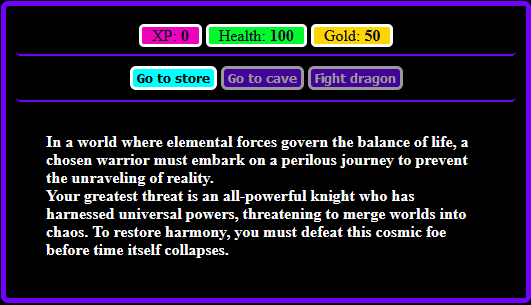 XP: 0 Health: 100 Gold: 50
Go to store Go to cave Fight dragon
In a world where elemental forces govern the balance of life, a
chosen warrior must embark on a perilous journey to prevent
the unraveling of reality.
Your greatest threat is an all-powerful knight who has
harnessed universal powers, threatening to merge worlds into
chaos. To restore harmony, you must defeat this cosmic foe
before time itself collapses.